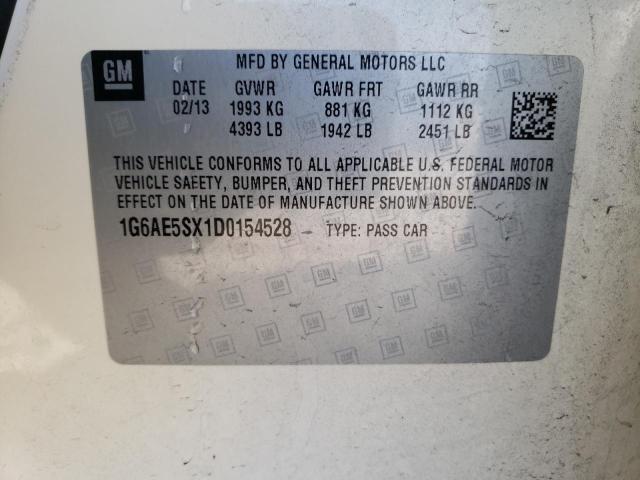 GM
MFD BY GENERAL MOTORS LLC
DATE GVWR GAWR FRT GAWR RR
02/13 1993 KG 881 KG 1112 KG
4393 LB 1942 LB 2451 LB
THIS VEHICLE CONFORMS TO ALL APPLICABLE U.S. FEDERAL MOTOR
VEHICLE SAFETY, BUMPER, AND THEFT PREVENTION STANDARDS IN
EFFECT ON THE DATE OF MANUFACTURE SHOWN ABOVE.
1G6AE5SX1D0154528 TYPE: PASS CAR